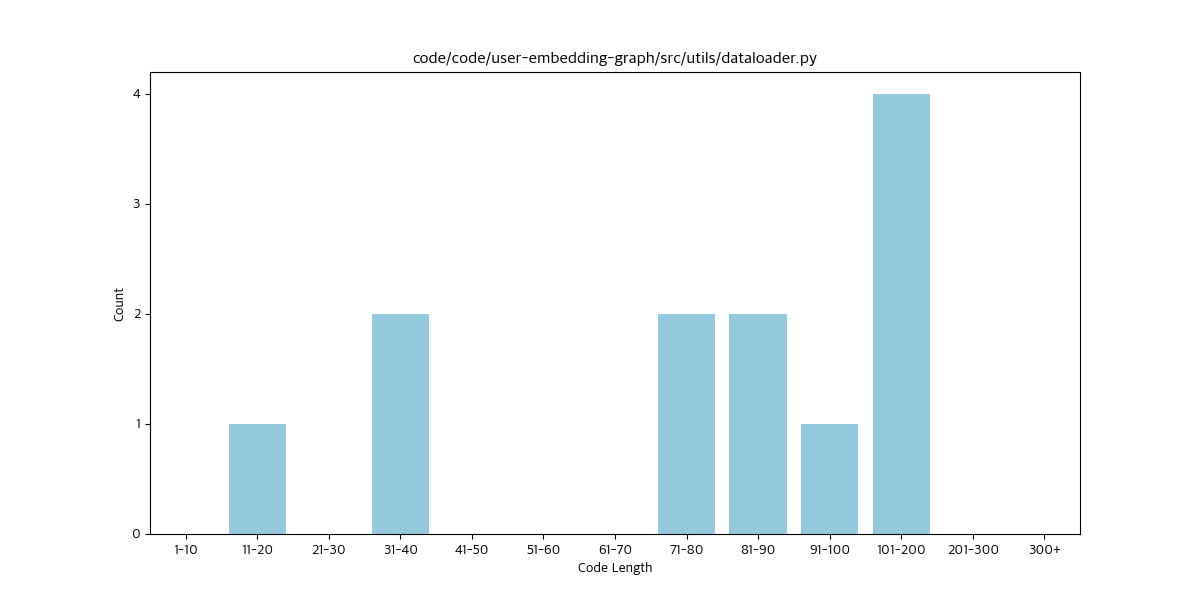 code/code/user-embedding-graph/src/utils/dataloader.py
4
3
2
1
0
Count
1-10 11-20 21-30 31-40 41-50 51-60 61-70 71-80 81-90 91-100 101-200 201-300 300+
Code Length